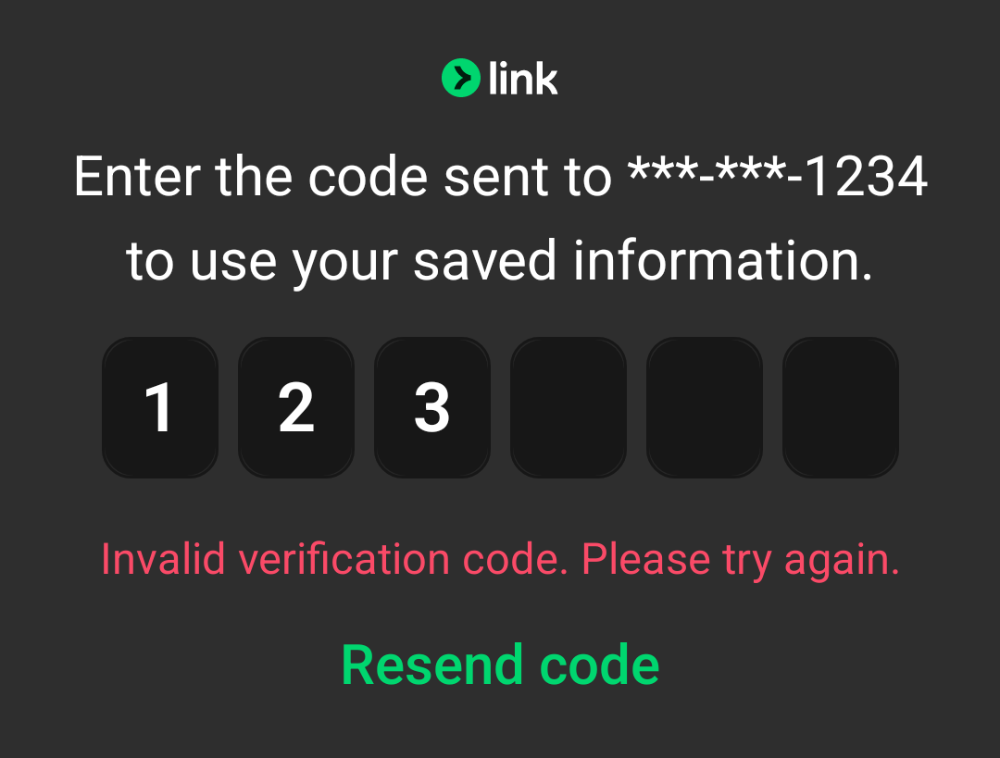 link
Enter the code sent to ***-***-1234
to use your saved information.
1 2 3
Invalid verification code. Please try again.
Resend code